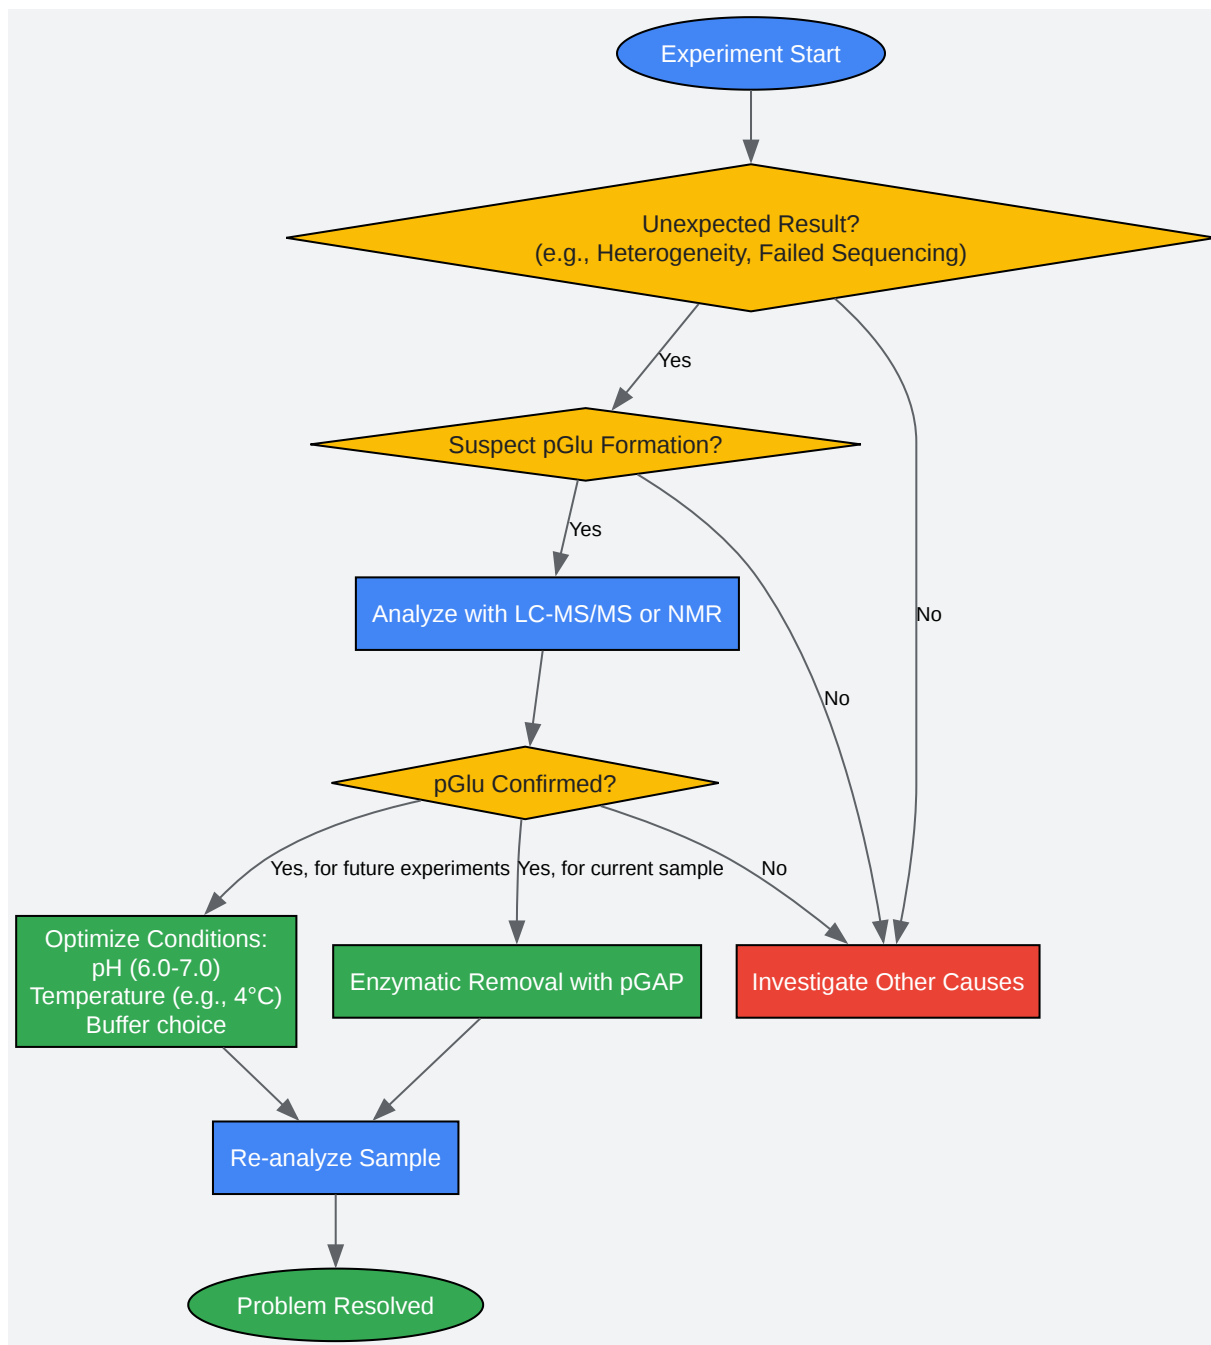 Experiment Start
Unexpected Result?
(e.g., Heterogeneity, Failed Sequencing)
Yes
Suspect pGlu Formation?
Yes
Analyze with LC-MS/MS or NMR
No
No
pGlu Confirmed?
Yes, for future experiments
Yes, for current sample
No
Optimize Conditions:
pH (6.0-7.0)
Temperature (e.g., 4°C)
Buffer choice
Enzymatic Removal with pGAP
Investigate Other Causes
Re-analyze Sample
Problem Resolved